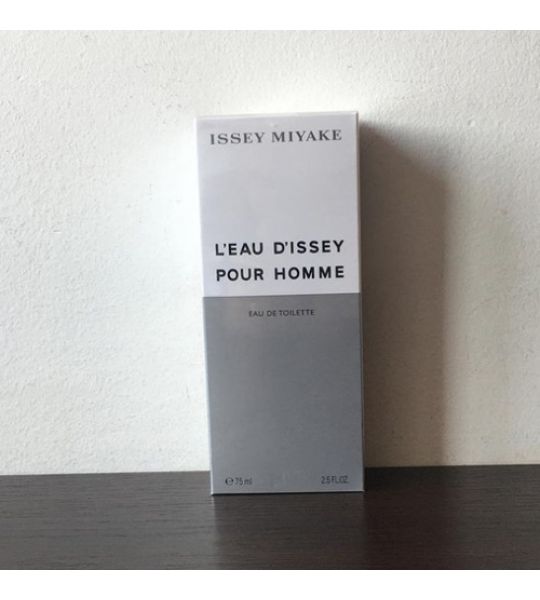 ISSEY MIYAKE
L'EAU D'ISSEY
POUR HOMME
EAU DE TOILETTE
℮ 75 ml 2.5 FL.OZ.